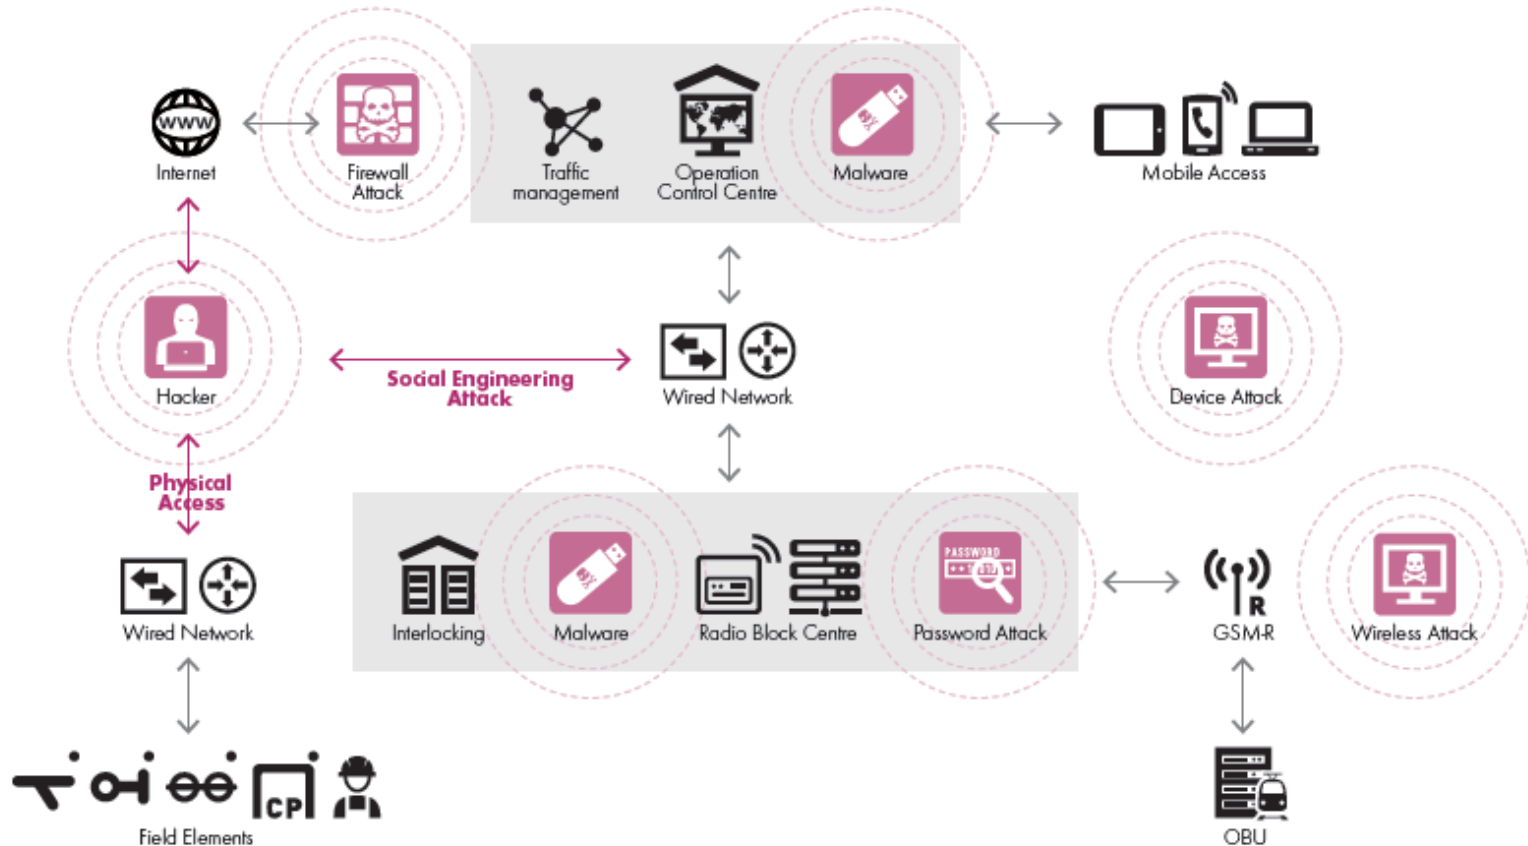 WWW
Internet
Firewall
Attack
Traffic
management
Operation
Control Centre
Malware
Mobile Access
Hacker
Social Engineering
Attack
Wired Network
Device Attack
Physical
Access
Wired Network
Interlocking
Malware
Radio Block Centre
PASSWORD
Password Attack
R
GSM-R
Wireless Attack
CP
Field Elements
OBU